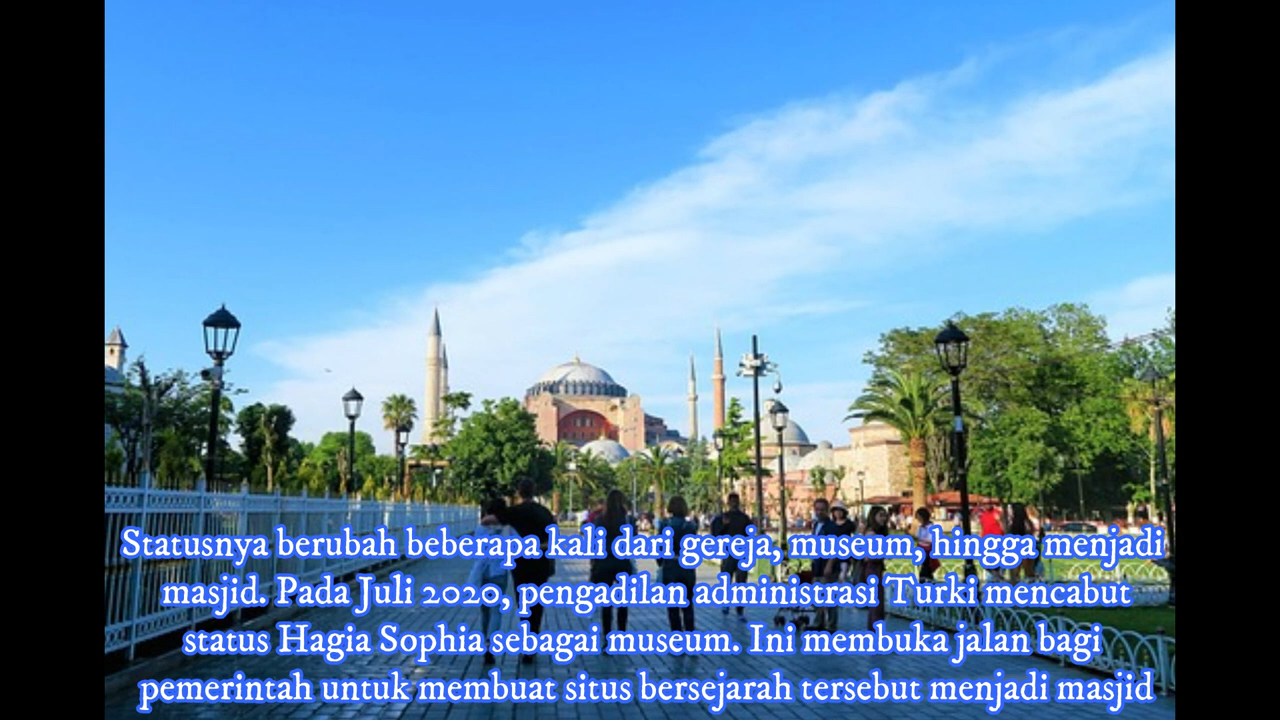 Statusnya berubah beberapa kali dari gereja, museum, hingga menjadi
masjid. Pada Juli 2020, pengadilan administrasi Turki mencabut
status Hagia Sophia sebagai museum. Ini membuka jalan bagi
pemerintah untuk membuat situs bersejarah tersebut menjadi masjid